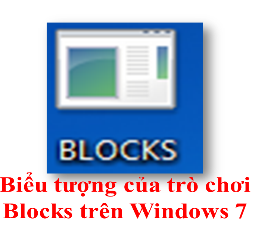 BLOCKS
Biểu tượng của trò chơi
Blocks trên Windows 7